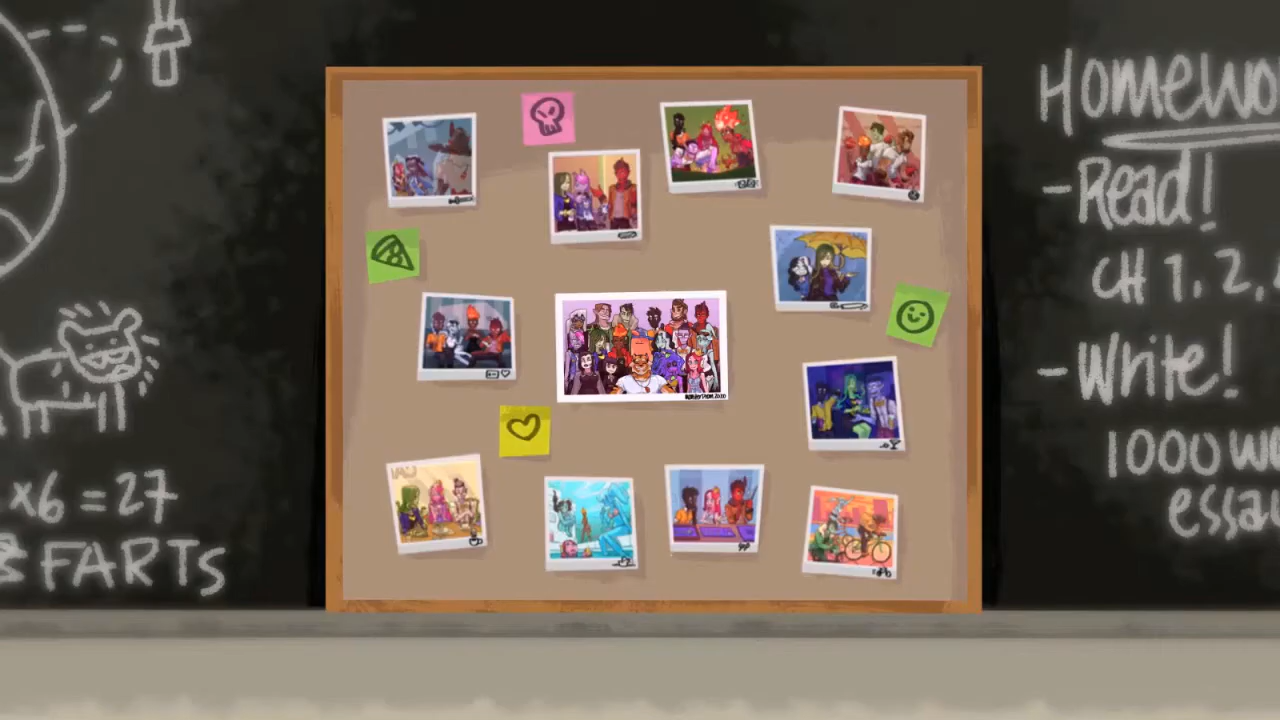 x6 = 27
FARTS
HOMEWO
- Read!
CH 1, 2,
- Write!
1000 WO
essa